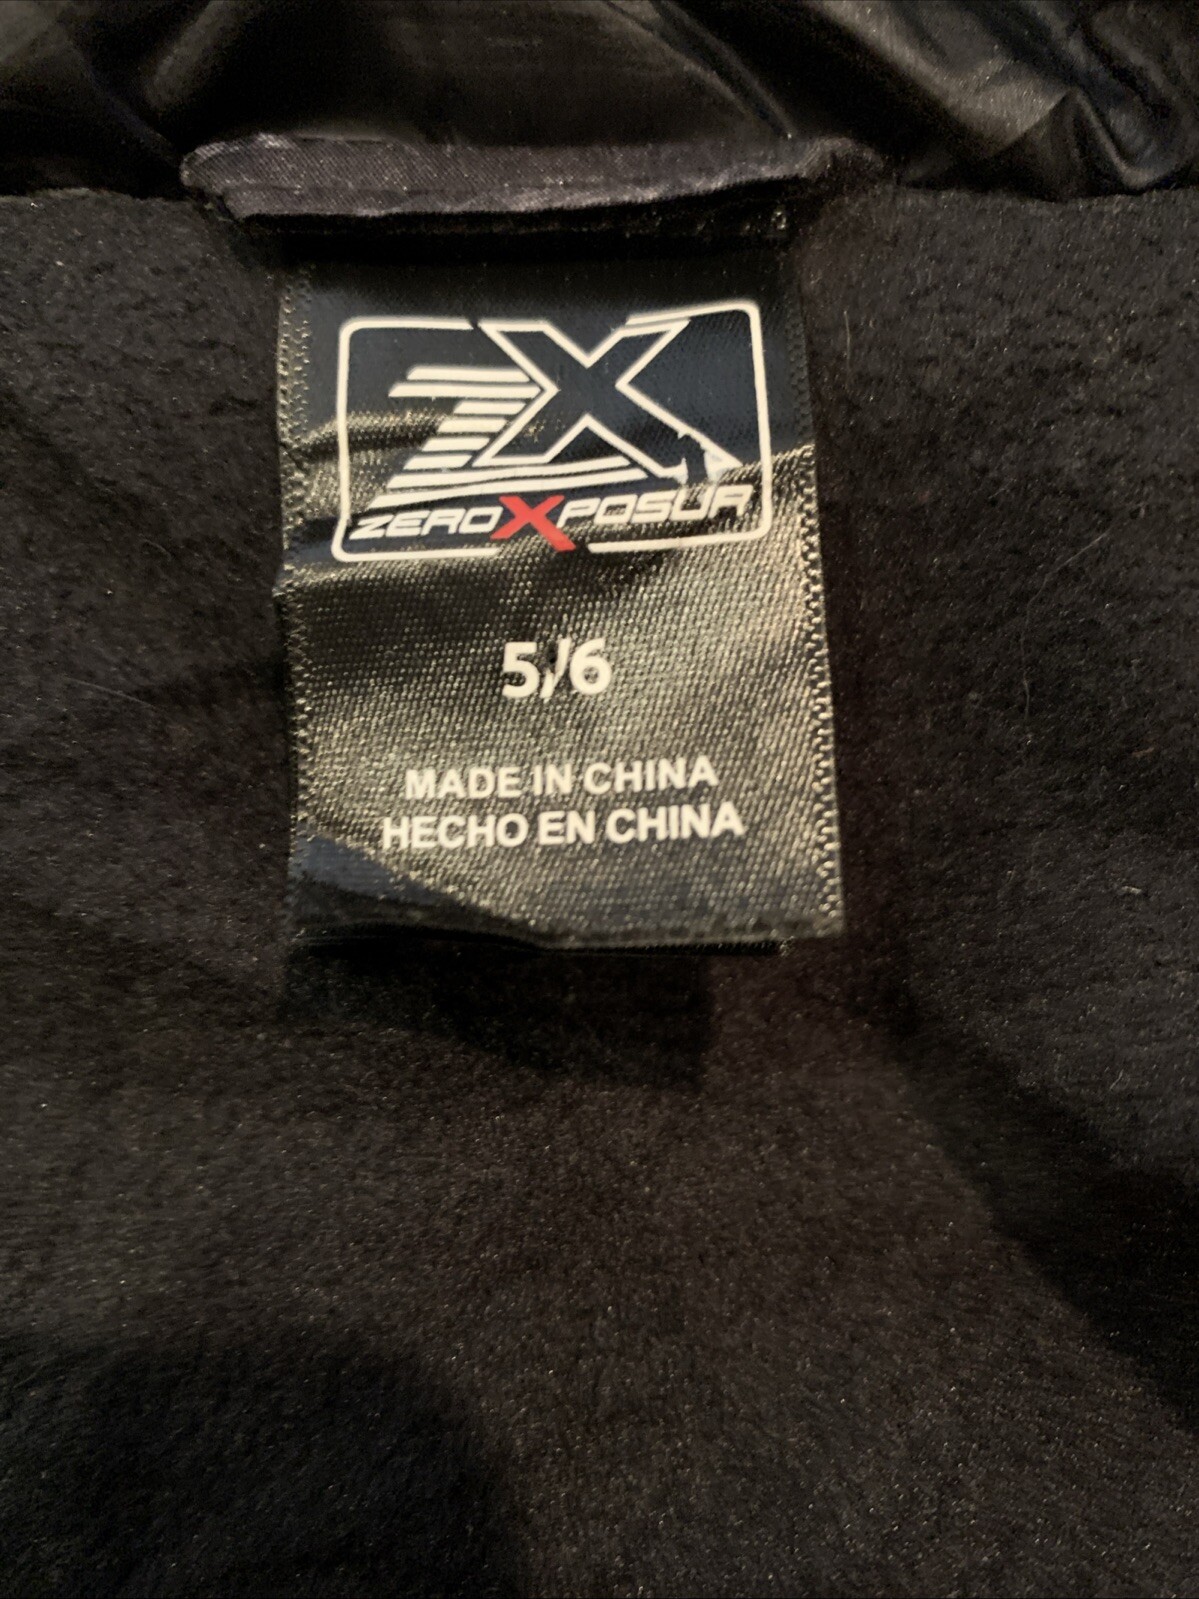 ZX
ZEROXPOSUR
5/6
MADE IN CHINA
HECHO EN CHINA